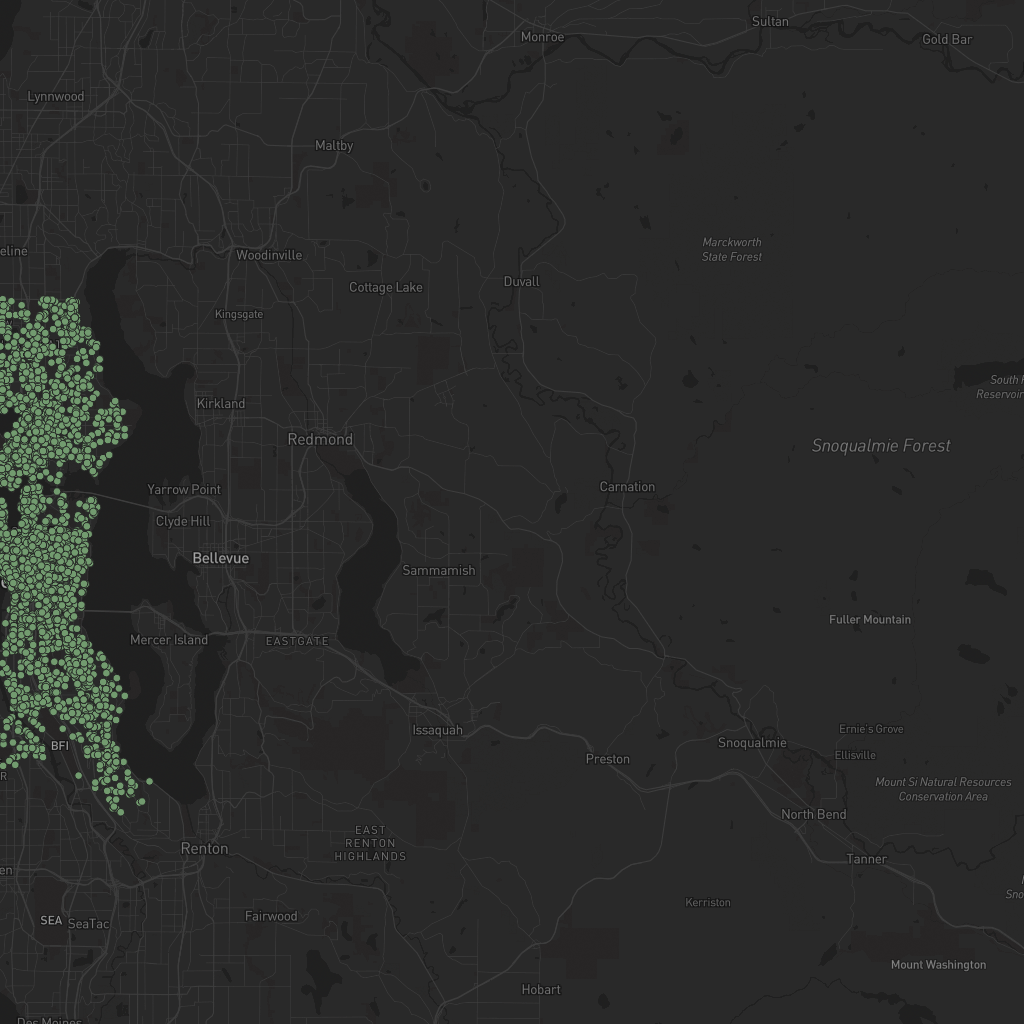 Sultan
Monroe
Gold Bar
Lynnwood
Maltby
Marckworth
State Forest
eline
Woodinville
Duvall
Cottage Lake
Kingsgate
South
Reservoir
Kirkland
Redmond
Snoqualmie Forest
Yarrow Point
Carnation
Clyde Hill
Bellevue
Sammamish
Fuller Mountain
Mercer Island
EASTGATE
Issaquah
Ernie's Grove
BFI
Snoqualmie
Ellisville
Preston
R
Mount Si Natural Resources
Conservation Area
North Bend
EAST
RENTON
HIGHLANDS
Renton
Tanner
en
Sno
Kerriston
Fairwood
SEA
SeaTac
Mount Washington
Hobart
Des Moines